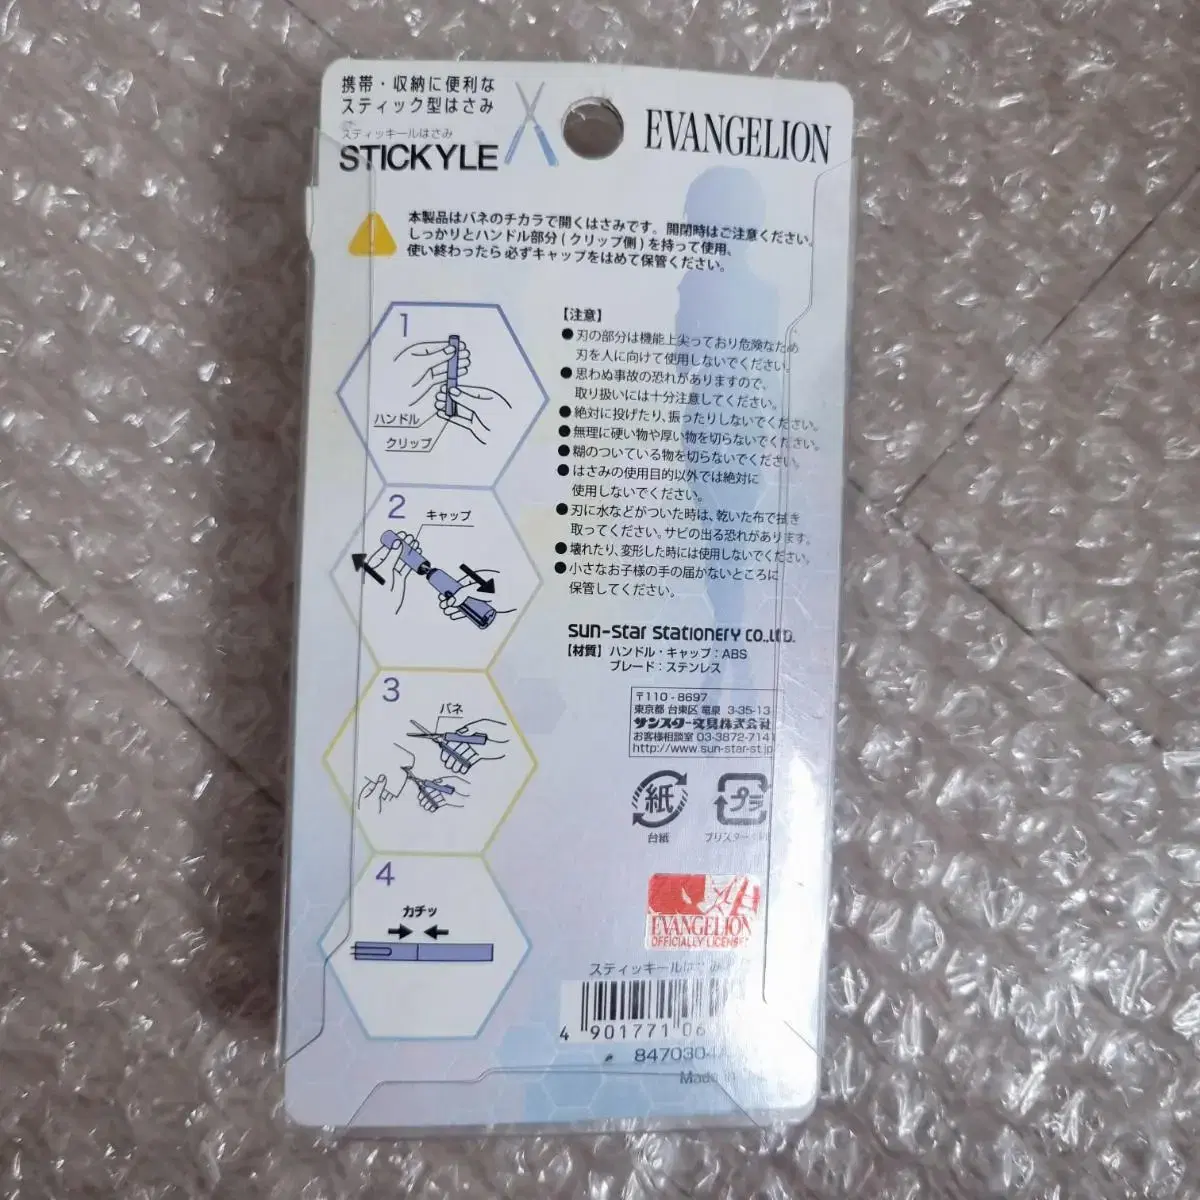 携帯・収納に便利な
スティック型はさみ
スティッキールはさみ
STICKYLE
EVANGELION
本製品はバネのチカラで開くはさみです。開閉時はご注意ください。
しっかりとハンドル部分(クリップ側)を持って使用、
使い終わったら必ずキャップをはめて保管ください。
1
ハンドル
クリップ
2
キャップ
3
バネ
4
カチッ
【注意】
●刃の部分は機能上尖っており危険なため
刃を人に向けて使用しないでください。
●思わぬ事故の恐れがありますので、
取り扱いには十分注意してください。
●絶対に投げたり、振ったりしないでください。
●無理に硬い物や厚い物を切らないでください。
●糊のついている物を切らないでください。
●はさみの使用目的以外では絶対に
使用しないでください。
●刃に水などがついた時は、乾いた布で拭き
取ってください。サビの出る恐れがあります。
●壊れたり、変形した時には使用しないでください。
●小さなお子様の手の届かないところに
保管してください。
SUN-STAR STATIONERY CO.,LTD.
【材質】ハンドル・キャップ：ABS
ブレード：ステンレス
〒110-8697
東京都 台東区 竜泉 3-35-13
サンスター文具株式会社
お客様相談室 03-3872-7141
http://www.sun-star-st.jp
紙
台紙
プラ
ブリスター
EVANGELION
OFFICIALLY LICENSED
スティッキールはさみ
4 901771 06
8470304
Made in